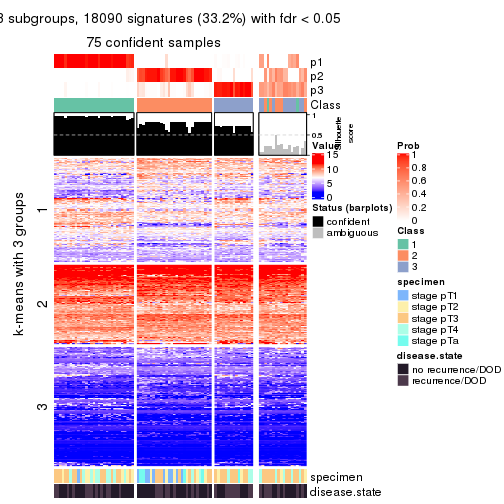 3 subgroups, 18090 signatures (33.2%) with fdr < 0.05
75 confident samples
p1
p2
p3
Class
1
0.5
0
Silhouette
score
k-means with 3 groups
1
2
3
specimen
disease.state
Value
15
10
5
0
Status (barplots)
confident
ambiguous
Prob
1
0.8
0.6
0.4
0.2
0
Class
1
2
3
specimen
stage pT1
stage pT2
stage pT3
stage pT4
stage pTa
disease.state
no recurrence/DOD
recurrence/DOD